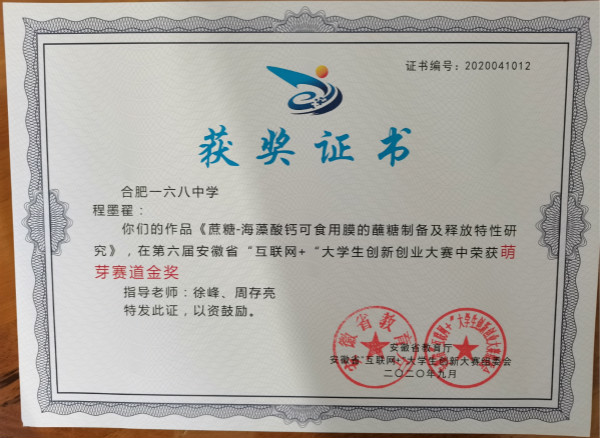 证书编号：2020041012
获奖证书
合肥一六八中学
程墨翟：
你们的作品《蔗糖-海藻酸钙可食用膜的蘸糖制备及释放特性研
究》，在第六届安徽省“互联网+“大学生创新创业大赛中荣获萌
芽赛道金奖
指导老师：徐峰、周存亮
特发此证，以资鼓励。
安徽省教育厅
安徽省“互联网+”大学生创新大赛组委会
二〇二〇年九月